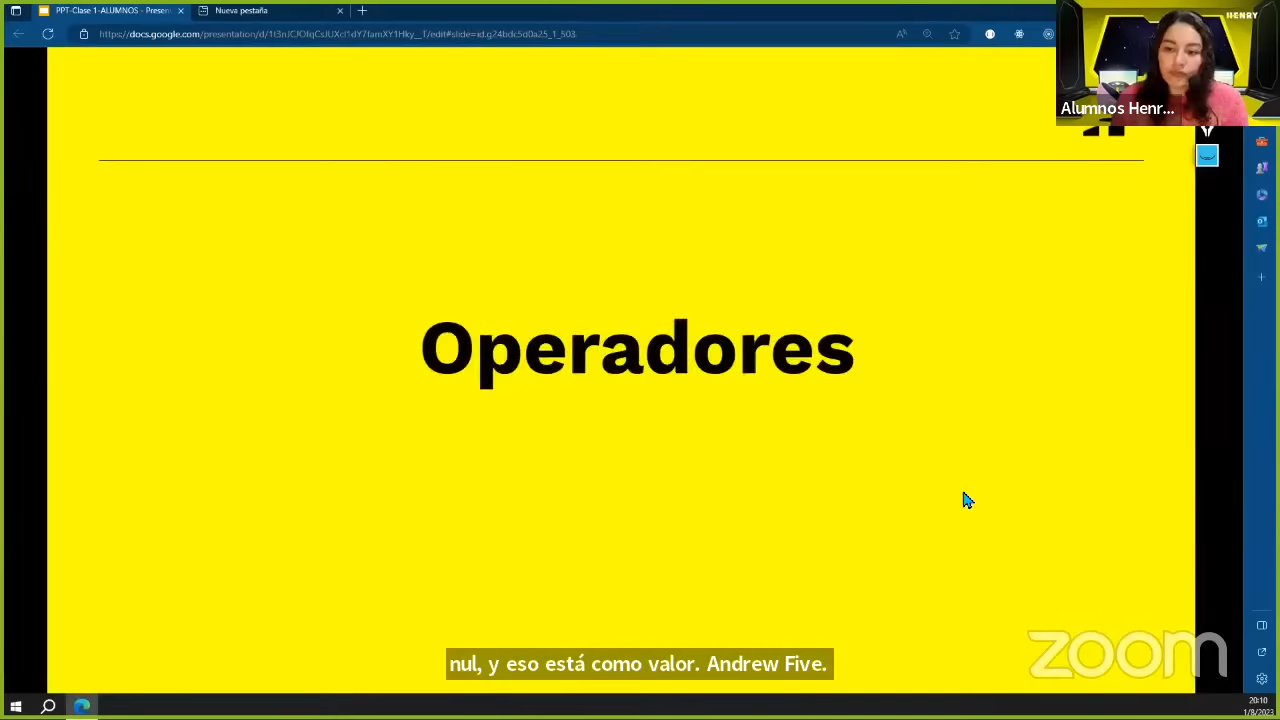 PPT-Clase 1-ALUMNOS - Presen
Nueva pestaña
HENRY
Alumnos Henr...
Operadores
nul, y eso está como valor. Andrew Five.
zoom
20:10
1/8/2023